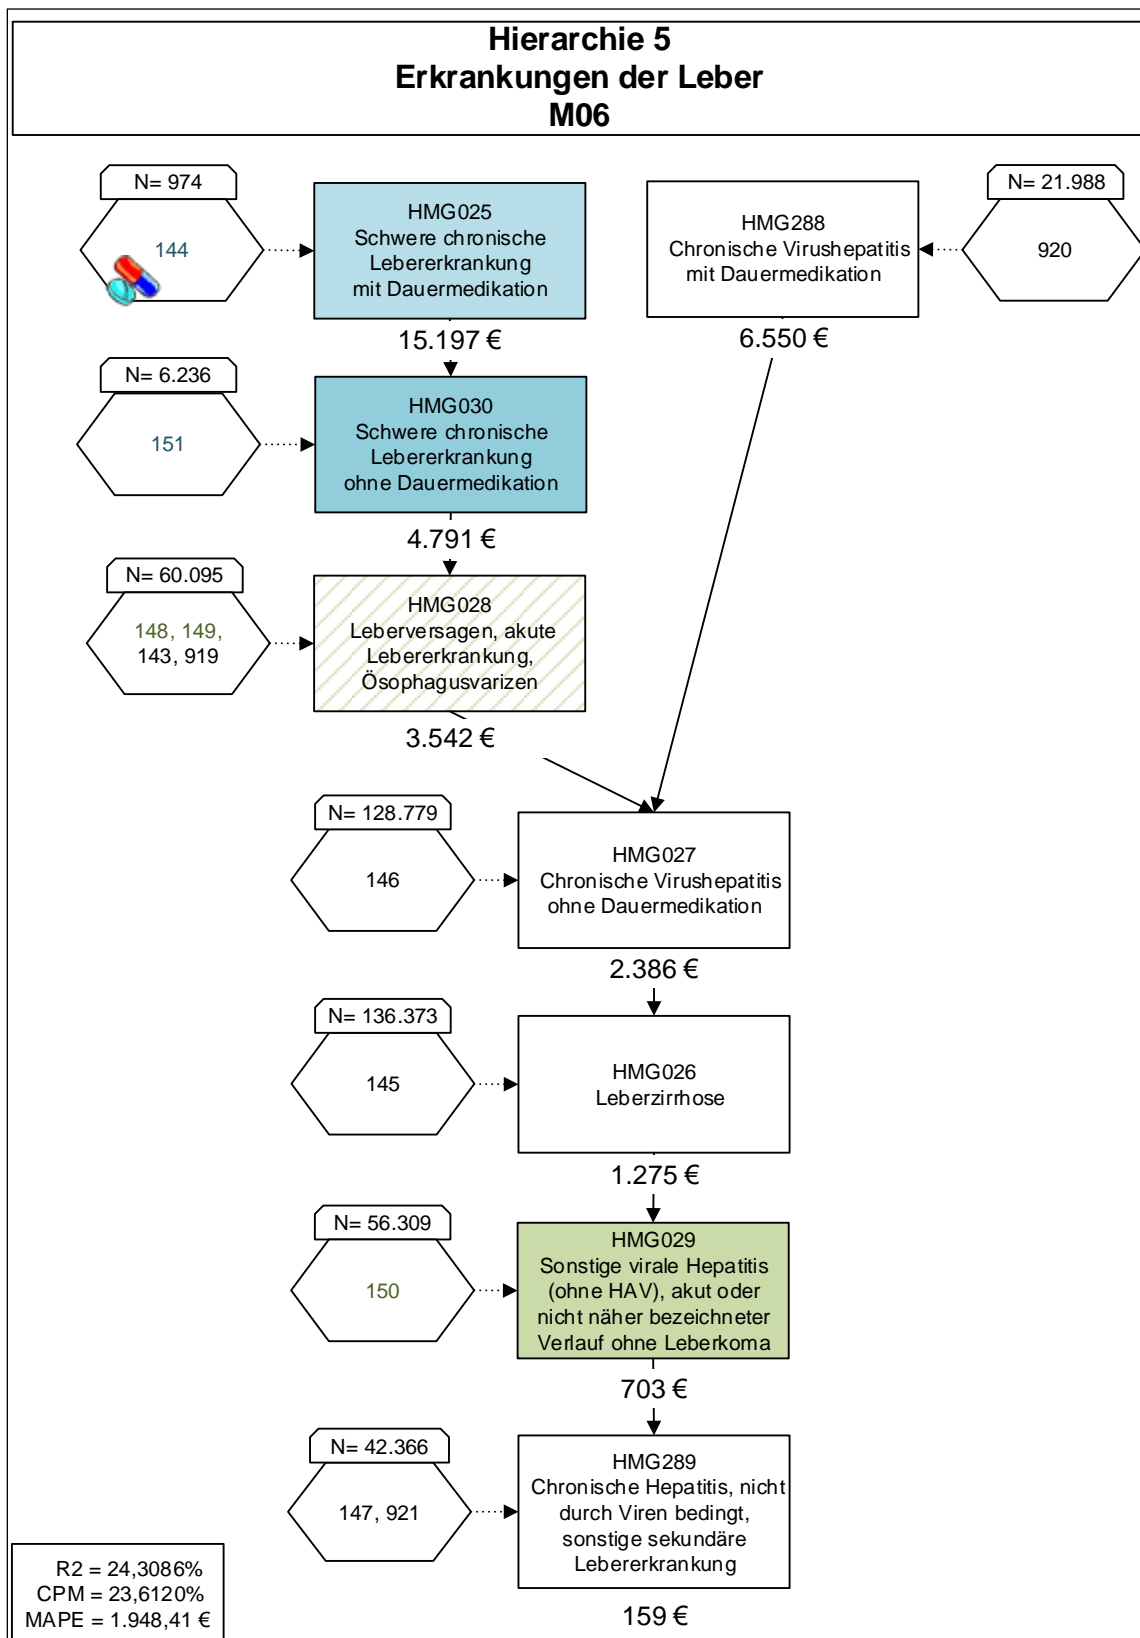 Hierarchie 5
Erkrankungen der Leber
M06
N= 974
144
HMG025
Schwere chronische
Lebererkrankung
mit Dauermedikation
15.197 €
HMG288
Chronische Virushepatitis
mit Dauermedikation
6.550 €
N= 21.988
920
N= 6.236
151
HMG030
Schwere chronische
Lebererkrankung
ohne Dauermedikation
4.791 €
N= 60.095
148, 149,
143, 919
HMG028
Leberversagen, akute
Lebererkrankung,
Ösophagusvarizen
3.542 €
N= 128.779
146
HMG027
Chronische Virushepatitis
ohne Dauermedikation
2.386 €
N= 136.373
145
HMG026
Leberzirrhose
1.275 €
N= 56.309
150
HMG029
Sonstige virale Hepatitis
(ohne HAV), akut oder
nicht näher bezeichneter
Verlauf ohne Leberkoma
703 €
N= 42.366
147, 921
HMG289
Chronische Hepatitis, nicht
durch Viren bedingt,
sonstige sekundäre
Lebererkrankung
159 €
R2 = 24,3086%
CPM = 23,6120%
MAPE = 1.948,41 €